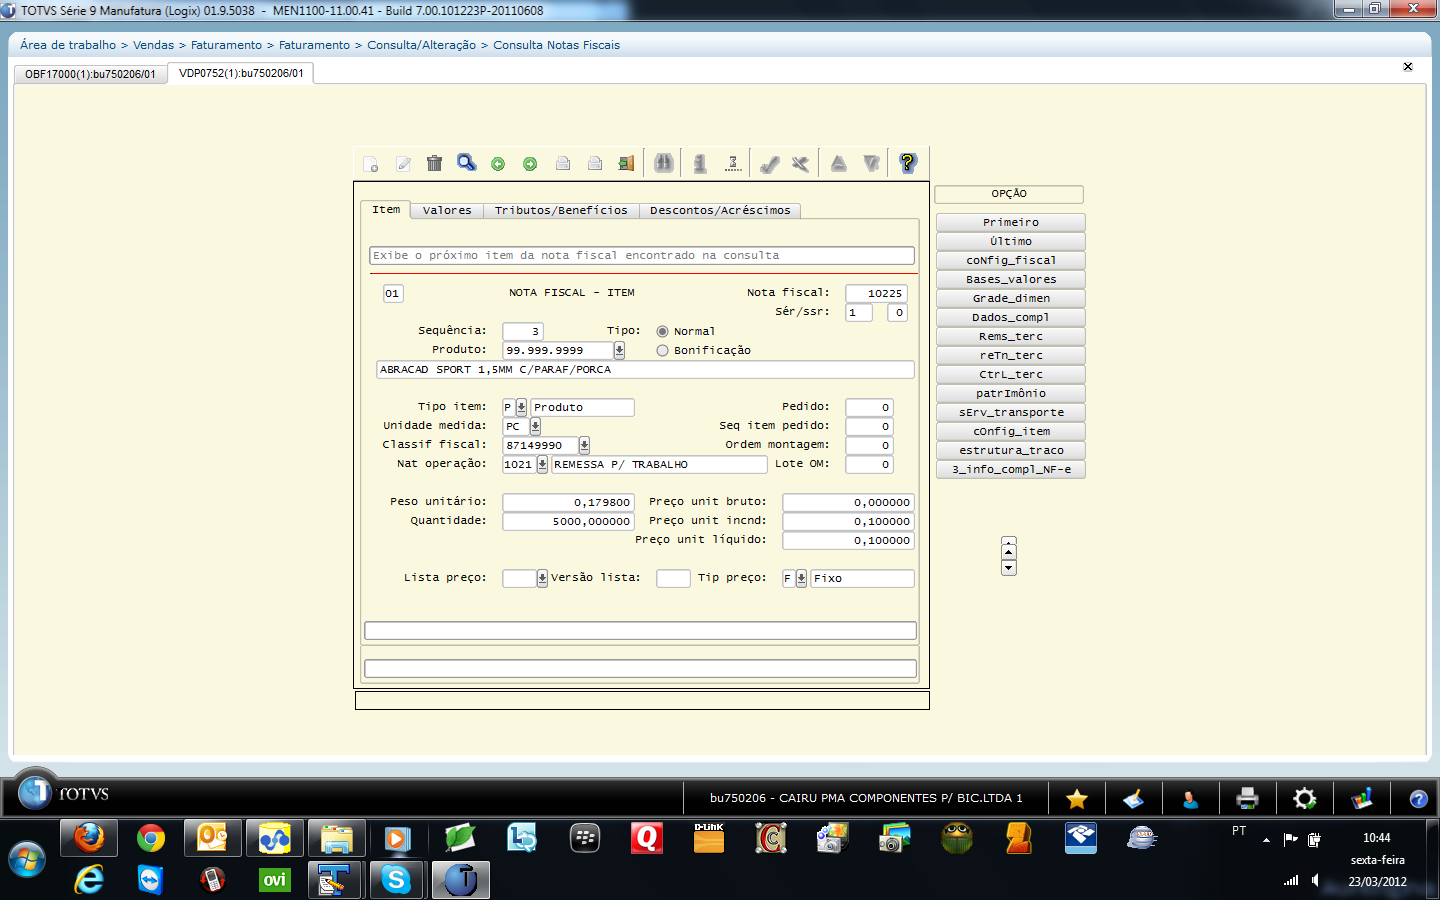 TOTVS Série 9 Manufatura (Logix) 01.9.5038 - MEN1100-11.00.41 - Build 7.00.101223P-20110608
Área de trabalho > Vendas > Faturamento > Faturamento > Consulta/Alteração > Consulta Notas Fiscais
OBF17000(1):bu750206/01 VDP0752(1):bu750206/01
OPÇÃO
Item Valores Tributos/Benefícios Descontos/Acréscimos
Primeiro
Último
Exibe o próximo item da nota fiscal encontrado na consulta
coNfig_fiscal
Bases_valores
01 NOTA FISCAL - ITEM Nota fiscal: 10225
Grade_dimen
Sér/ssr: 1 0
Dados_compl
Sequência: 3 Tipo: Normal
Rems_terc
Produto: 99.999.9999 Bonificação
reTn_terc
ABRACAD SPORT 1,5MM C/PARAF/PORCA
CtrL_terc
patrImônio
Tipo item: P Produto Pedido: 0
sErv_transporte
Unidade medida: PC Seq item pedido: 0
cOnfig_item
Classif fiscal: 87149990 Ordem montagem: 0
estrutura_traco
Nat operação: 1021 REMESSA P/ TRABALHO Lote OM: 0
3_info_compl_NF-e
Peso unitário: 0,179800 Preço unit bruto: 0,000000
Quantidade: 5000,000000 Preço unit incnd: 0,100000
Preço unit líquido: 0,100000
Lista preço: Versão lista: Tip preço: F Fixo
TOTVS
bu750206 - CAIRU PMA COMPONENTES P/ BIC.LTDA 1
D-Link
PT
10:44
sexta-feira
23/03/2012
ovi